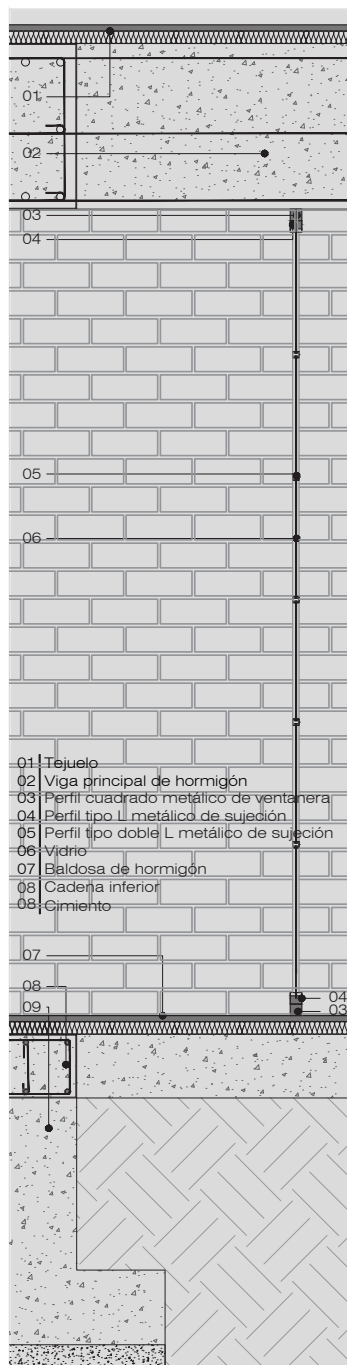 01
02
03
04
05
06
01 Tejuelo
02 Viga principal de hormigón
03 Perfil cuadrado metálico de ventanera
04 Perfil tipo L metálico de sujeción
05 Perfil tipo doble L metálico de sujeción
06 Vidrio
07 Baldosa de hormigón
08 Cadena inferior
08 Cimiento
07
08
04
09
03